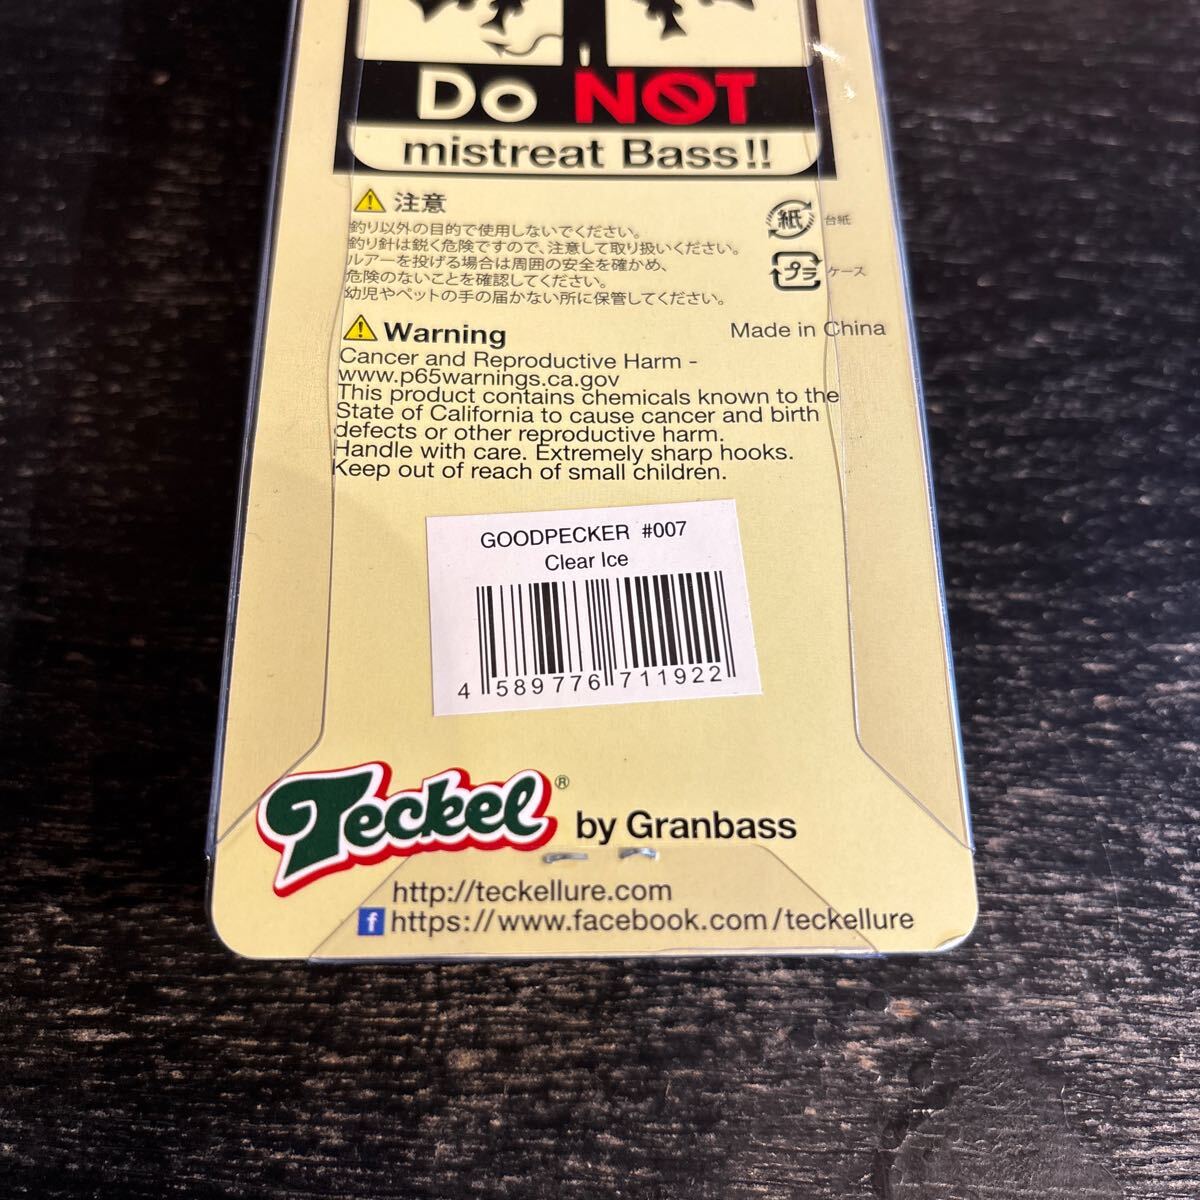 Do NOT
mistreat Bass!!
注意
釣り以外の目的で使用しないでください。
釣り針は鋭く危険ですので、注意して取り扱いください。
ルアーを投げる場合は周囲の安全を確かめ、
危険のないことを確認してください。
幼児やペットの手の届かない所に保管してください。
紙 台紙
プラ ケース
Warning
Made in China
Cancer and Reproductive Harm -
www.p65warnings.ca.gov
This product contains chemicals known to the
State of California to cause cancer and birth
defects or other reproductive harm.
Handle with care. Extremely sharp hooks.
Keep out of reach of small children.
GOODPECKER #007
Clear Ice
4 589776 711922
Teckel® by Granbass
http://teckellure.com
f https://www.facebook.com/teckellure